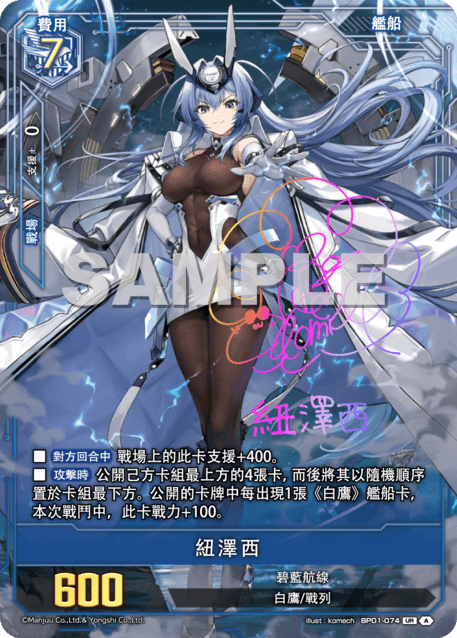 費用
7
艦船
支援+ 0
戰場
SAMPLE
紐澤西
■ 對方回合中 戰場上的此卡支援+400。
■ 攻擊時 公開己方卡組最上方的4張卡, 而後將其以隨機順序
置於卡組最下方。公開的卡牌中每出現1張《白鷹》艦船卡,
本次戰鬥中, 此卡戰力+100。
紐澤西
600
碧藍航線
白鷹/戰列
©Manjuu Co.,Ltd.& Yongshi Co.,Ltd.
illust : komech BP01-074 UR A